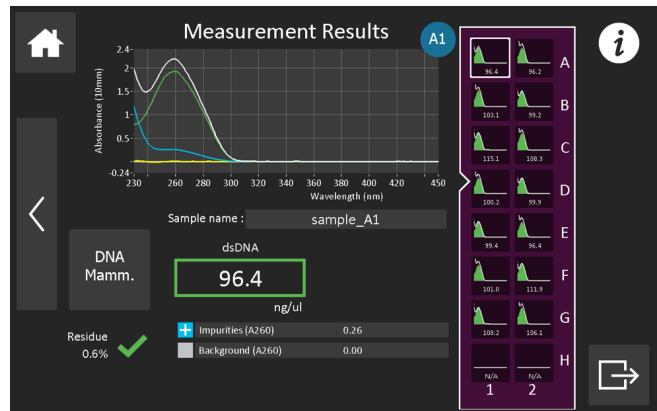 Measurement Results
A1
i
Absorbance (10mm)
2.4
2
1.5
1
0.5
-0.24
230 260 280 300 320 340 360 380 400 420 450
Wavelength (nm)
Sample name : sample_A1
DNA
Mamm.
dsDNA
96.4
ng/ul
Residue
0.6%
Impurities (A260) 0.26
Background (A260) 0.00
96.4 96.2 A
103.1 99.2 B
115.1 108.3 C
100.2 99.9 D
99.4 96.4 E
101.0 111.9 F
108.2 106.1 G
N/A N/A H
1 2